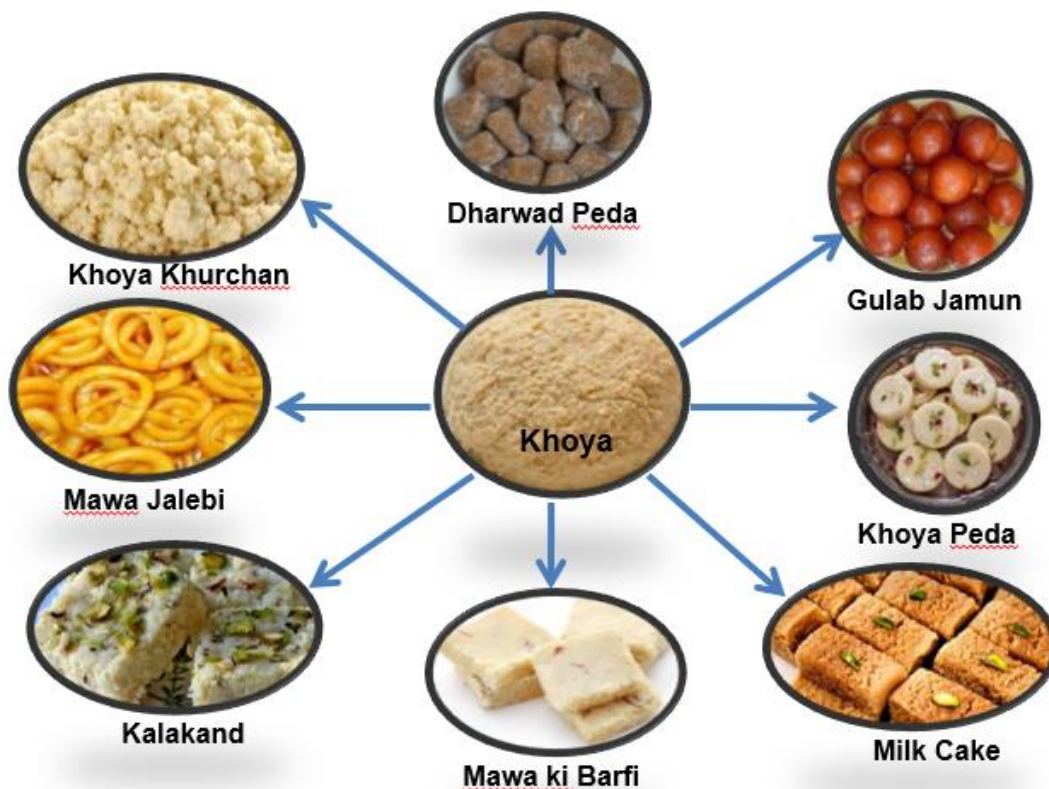 Dharwad Peda
Khoya Khurchan
Gulab Jamun
Khoya
Mawa Jalebi
Khoya Peda
Kalakand
Mawa ki Barfi
Milk Cake